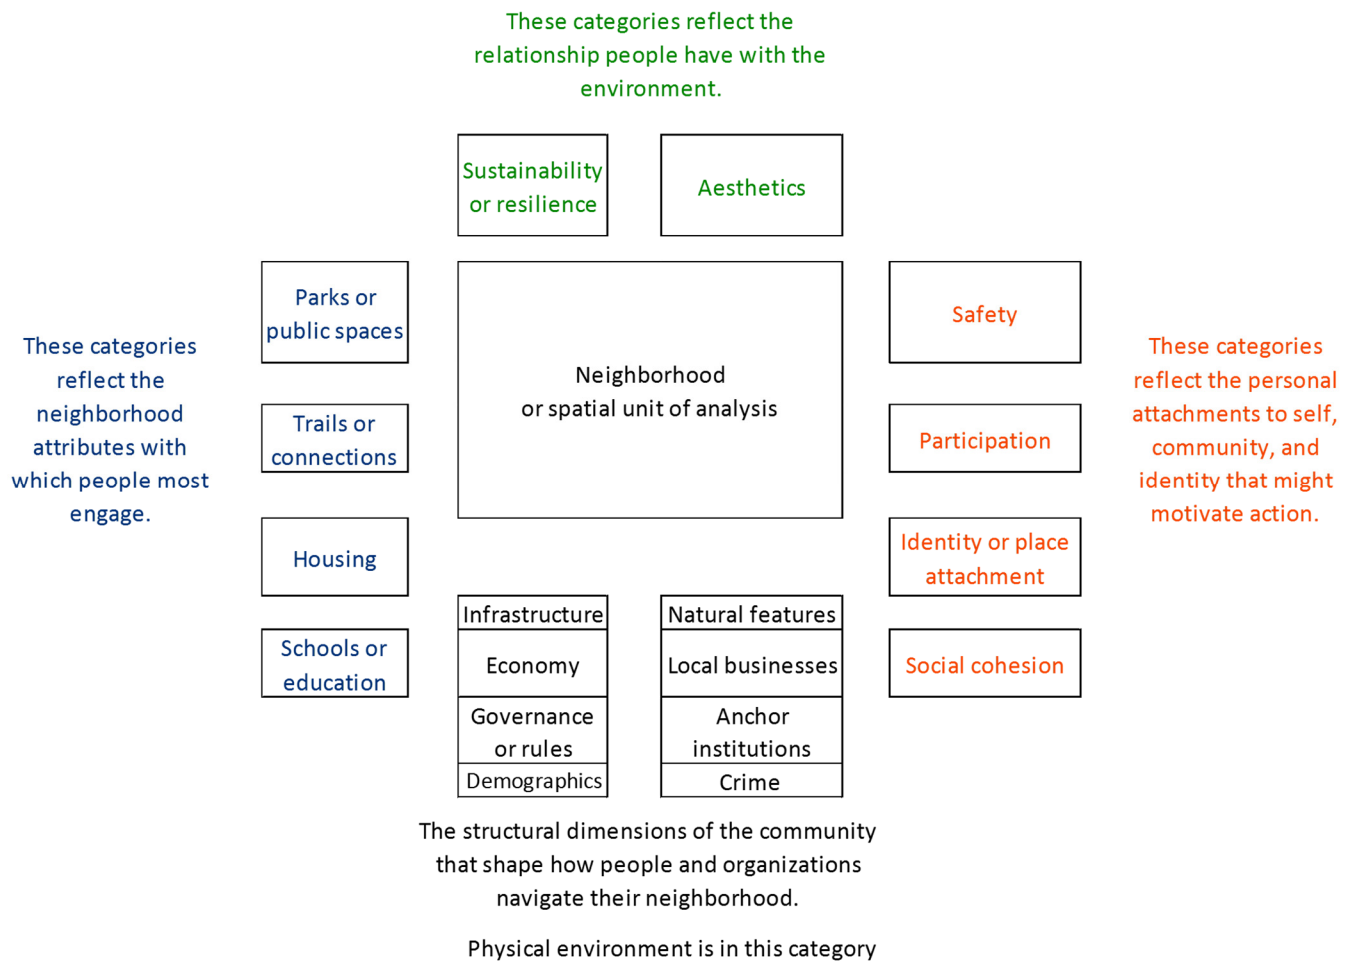 These categories reflect the
relationship people have with the
environment.
Sustainability
or resilience
Aesthetics
These categories
reflect the
neighborhood
attributes with
which people most
engage.
Parks or
public spaces
Trails or
connections
Housing
Schools or
education
Neighborhood
or spatial unit of analysis
Safety
Participation
Identity or place
attachment
Social cohesion
These categories
reflect the personal
attachments to self,
community, and
identity that might
motivate action.
Infrastructure
Economy
Governance
or rules
Demographics
Natural features
Local businesses
Anchor
institutions
Crime
The structural dimensions of the community
that shape how people and organizations
navigate their neighborhood.
Physical environment is in this category